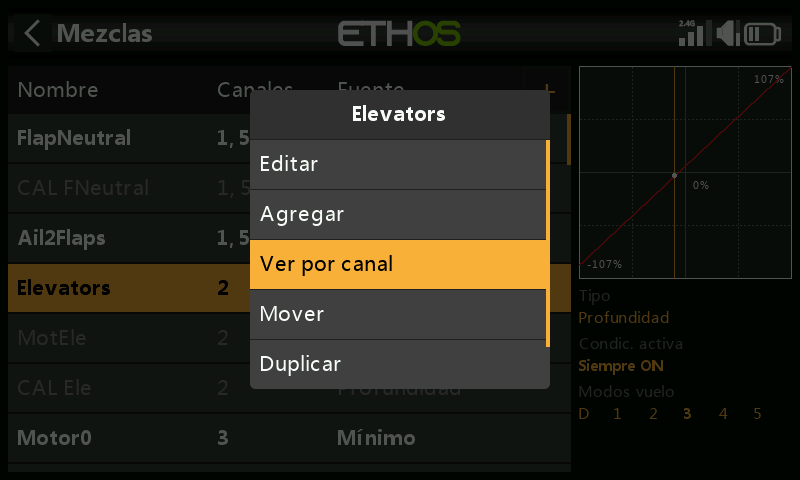 Mezclas
ETHOS
2.4G
Nombre
Canales
Fuente
+
FlapNeutral
1, 5
CAL FNeutral
1, 5
Ail2Flaps
1, 5
Elevators
2
MotEle
2
CAL Ele
2
Profundidad
Motor0
3
Mínimo
Elevators
Editar
Agregar
Ver por canal
Mover
Duplicar
107%
0%
-107%
Tipo
Profundidad
Condic. activa
Siempre ON
Modos vuelo
D 1 2 3 4 5